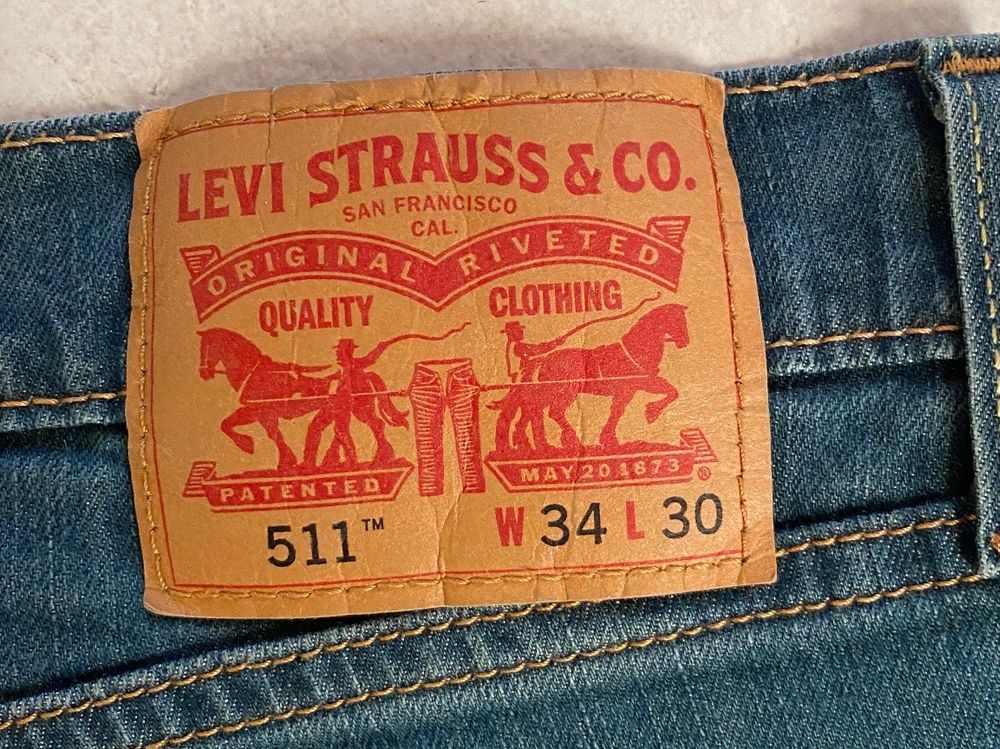 LEVI STRAUSS & CO.
SAN FRANCISCO
CAL.
ORIGINAL RIVETED
QUALITY CLOTHING
PATENTED MAY 20 1873 ®
511™ W 34 L 30